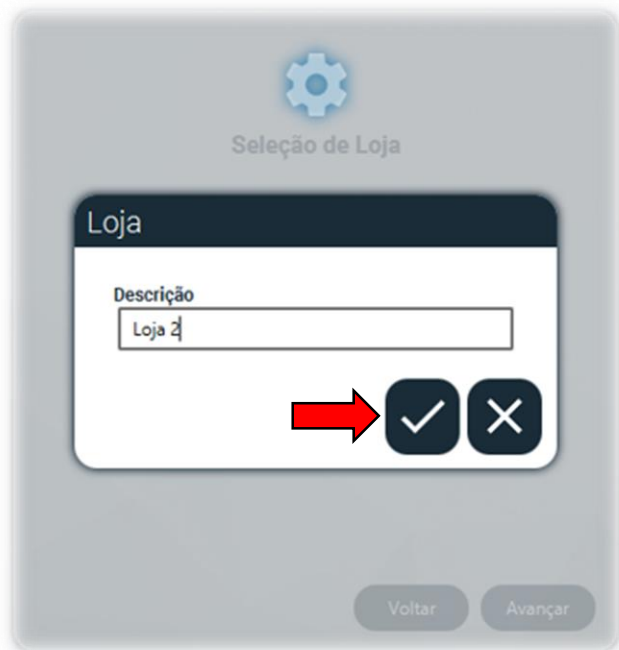 Seleção de Loja
Loja
Descrição
Loja 2
Voltar
Avançar